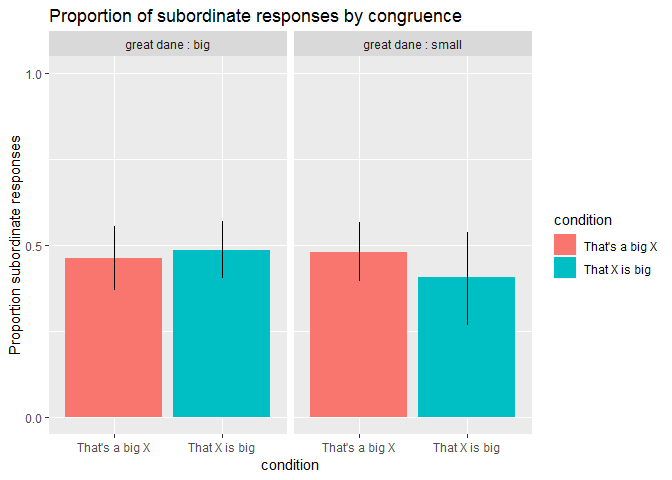 Proportion of subordinate responses by congruence
great dane : big
great dane : small
Proportion subordinate responses
1.0
0.5
0.0
That's a big X
That X is big
That's a big X
That X is big
condition
condition
That's a big X
That X is big